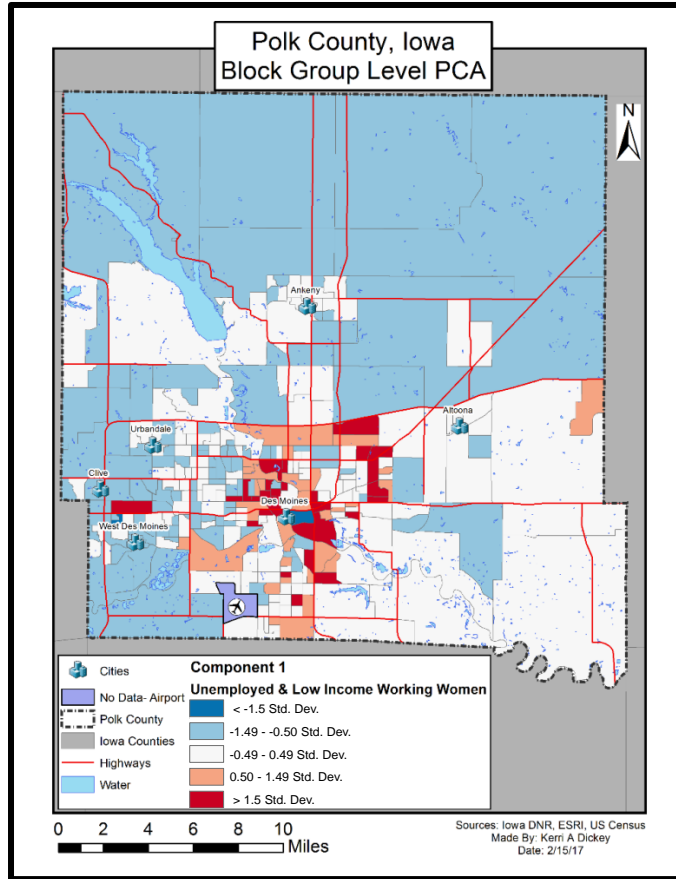 Polk County, Iowa
Block Group Level PCA
N
Ankeny
Altoona
Urbandale
Clive
Des Moines
West Des Moines
Cities
No Data- Airport
Polk County
Iowa Counties
Highways
Water
Component 1
Unemployed & Low Income Working Women
< -1.5 Std. Dev.
-1.49 - -0.50 Std. Dev.
-0.49 - 0.49 Std. Dev.
0.50 - 1.49 Std. Dev.
> 1.5 Std. Dev.
0 2 4 6 8 10
Miles
Sources: Iowa DNR, ESRI, US Census
Made By: Kerri A Dickey
Date: 2/15/17